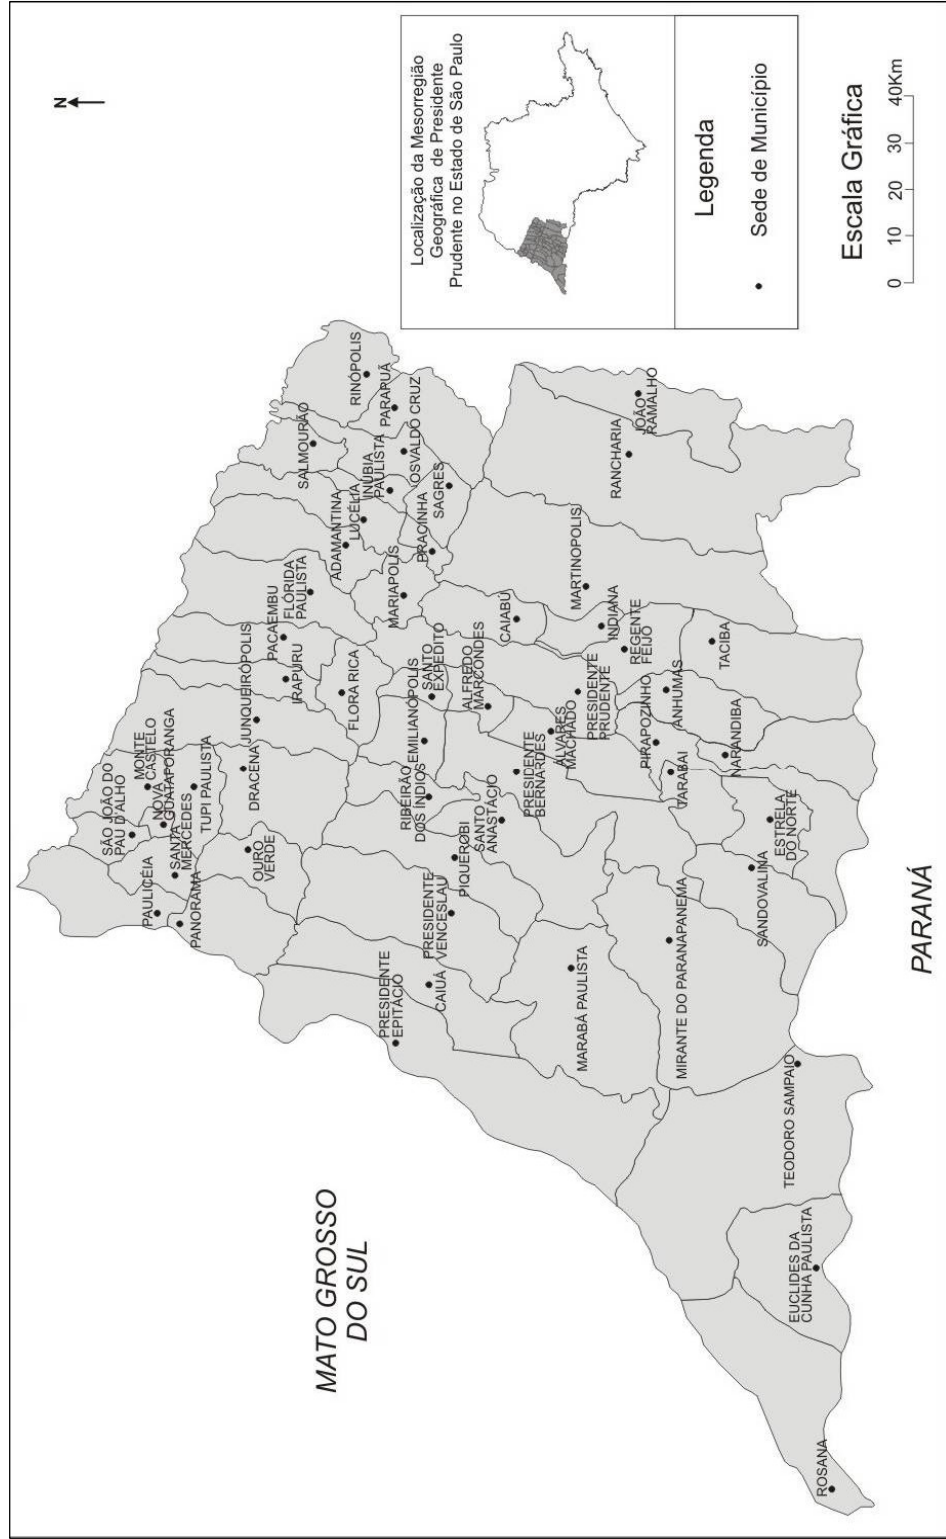 N
Localização da Mesorregião
Geográfica de Presidente
Prudente no Estado de São Paulo
Legenda
Sede de Município
Escala Gráfica
0 10 20 30 40Km
MATO GROSSO
DO SUL
PARANÁ
PAULICÉIA
PANORAMA
SÃO JOÃO DO
PAU D'ALHO
MONTE
CASTELO
NOVA
GUATAPORANGA
SANTA
MERCEDES
TUPI PAULISTA
OURO
VERDE
DRACENA
JUNQUEIRÓPOLIS
IRAPURU
PACAEMBU
FLÓRIDA
PAULISTA
ADAMANTINA
LUCÉLIA
INÚBIA
PAULISTA
SALMOURÃO
OSVALDO CRUZ
PARAPUÃ
RINÓPOLIS
FLORA RICA
MARIAPOLIS
PRACINHA
SAGRES
PRESIDENTE
EPITÁCIO
CAIUÁ
PRESIDENTE
VENCESLAU
PIQUEROBI
RIBEIRÃO
DOS ÍNDIOS
SANTO
ANASTÁCIO
EMILIANÓPOLIS
SANTO
EXPEDITO
ALFREDO
MARCONDES
CAIABÚ
PRESIDENTE
BERNARDES
ÁLVARES
MACHADO
PRESIDENTE
PRUDENTE
INDIANA
MARTINOPOLIS
REGENTE
FEIJÓ
RANCHARIA
JOÃO
RAMALHO
MARABÁ PAULISTA
MIRANTE DO PARANAPANEMA
PIRAPOZINHO
TARABAI
ANHUMAS
TACIBA
NARANDIBA
ESTRELA
DO NORTE
SANDOVALINA
TEODORO SAMPAIO
EUCLIDES DA
CUNHA PAULISTA
ROSANA